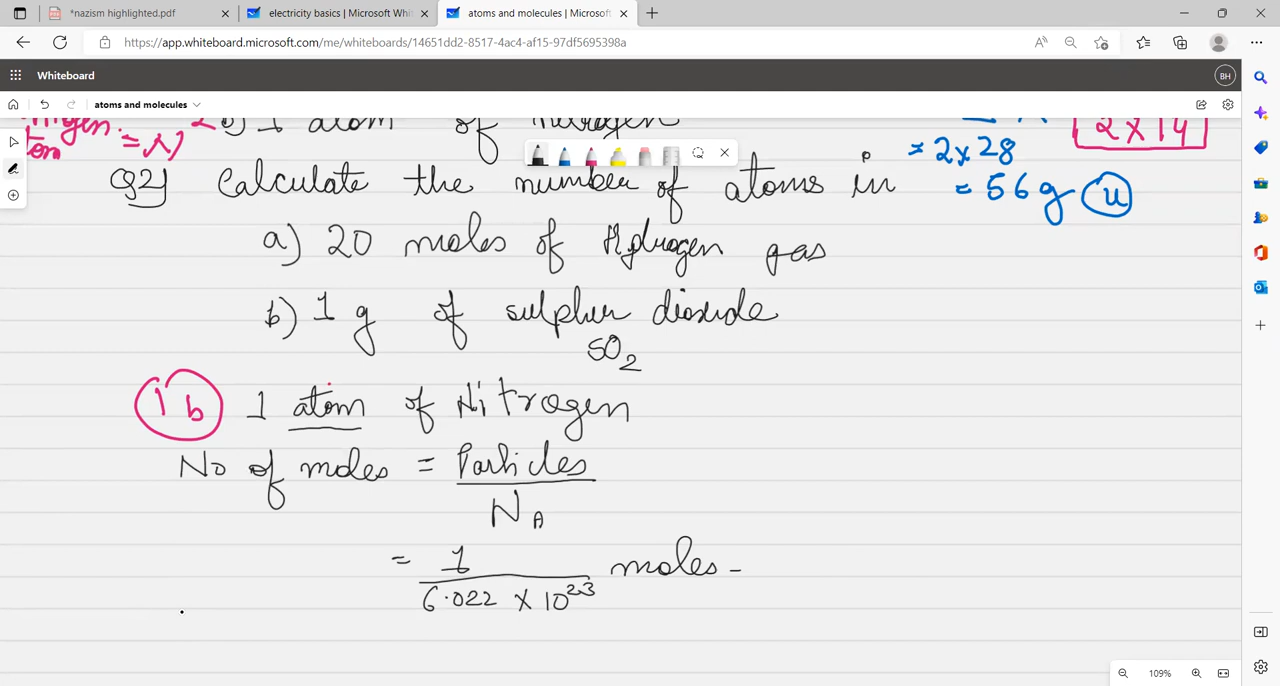 *nazism highlighted.pdf
electricity basics | Microsoft Whi
atoms and molecules | Microsoft
https://app.whiteboard.microsoft.com/me/whiteboards/14651dd2-8517-4ac4-af15-97df5695398a
Whiteboard
BH
atoms and molecules
b) 1 atom of nitrogen
2 x 14
= 2 x 28
= 56 g u
Q2) Calculate the number of atoms in
a) 20 moles of Hydrogen gas
b) 1 g of sulphur dioxide
SO2
1b 1 atom of Nitrogen
No of moles = Particles
NA
= 1
6.022 x 10^23 moles -
109%